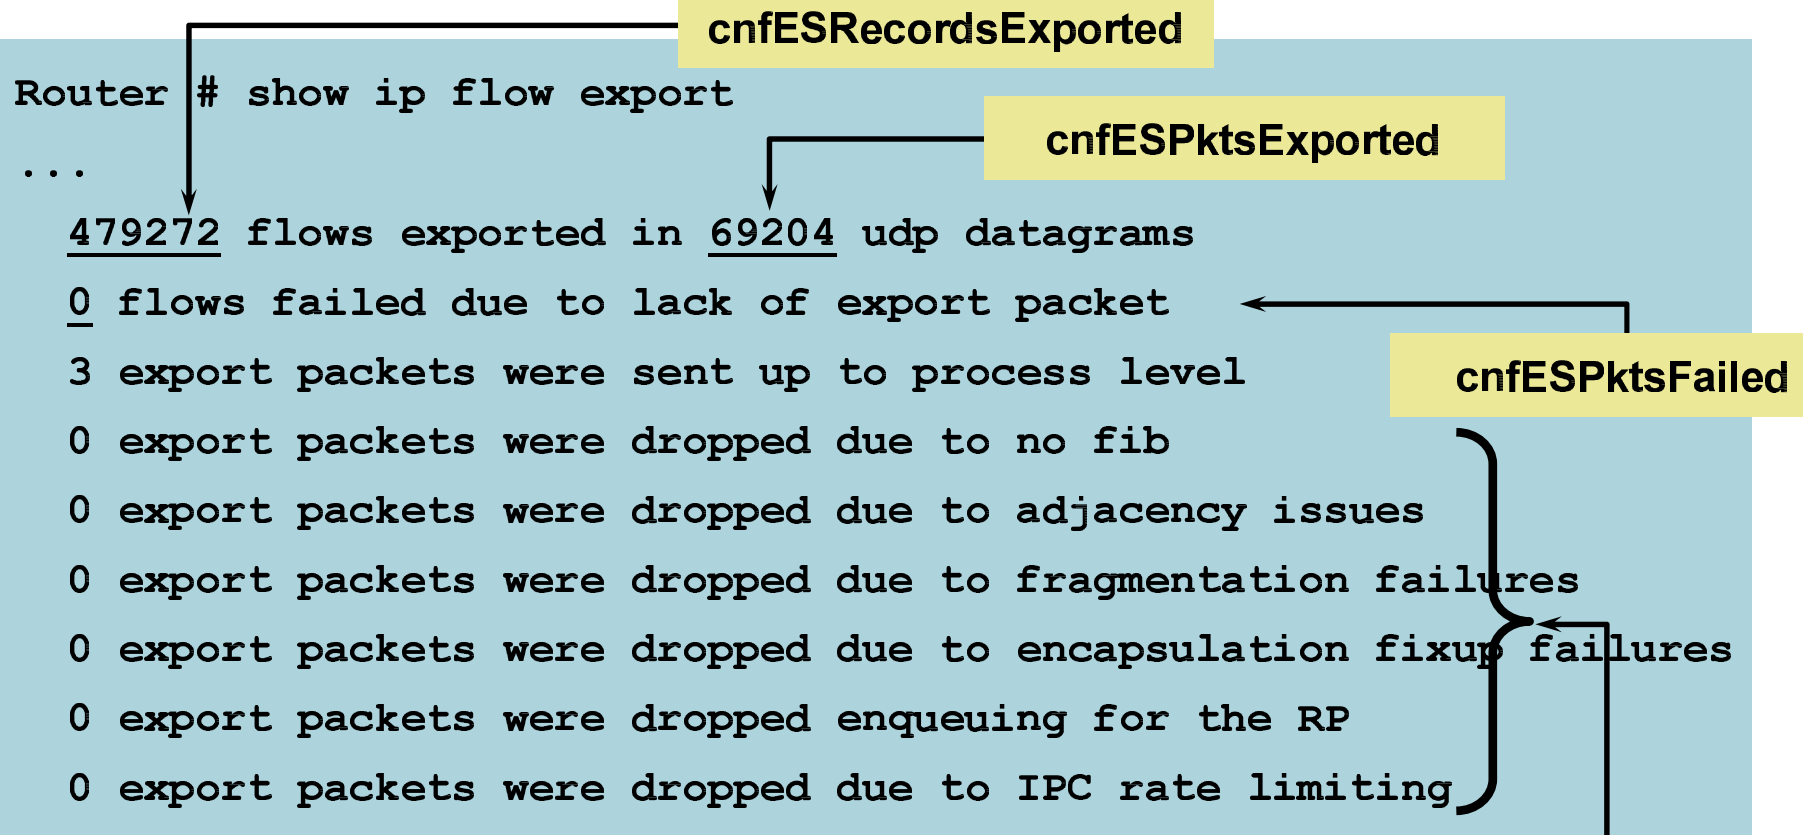 cnfESRecordsExported
Router # show ip flow export
cnfESPktsExported
...
479272 flows exported in 69204 udp datagrams
0 flows failed due to lack of export packet
3 export packets were sent up to process level
cnfESPktsFailed
0 export packets were dropped due to no fib
0 export packets were dropped due to adjacency issues
0 export packets were dropped due to fragmentation failures
0 export packets were dropped due to encapsulation fixup failures
0 export packets were dropped enqueuing for the RP
0 export packets were dropped due to IPC rate limiting